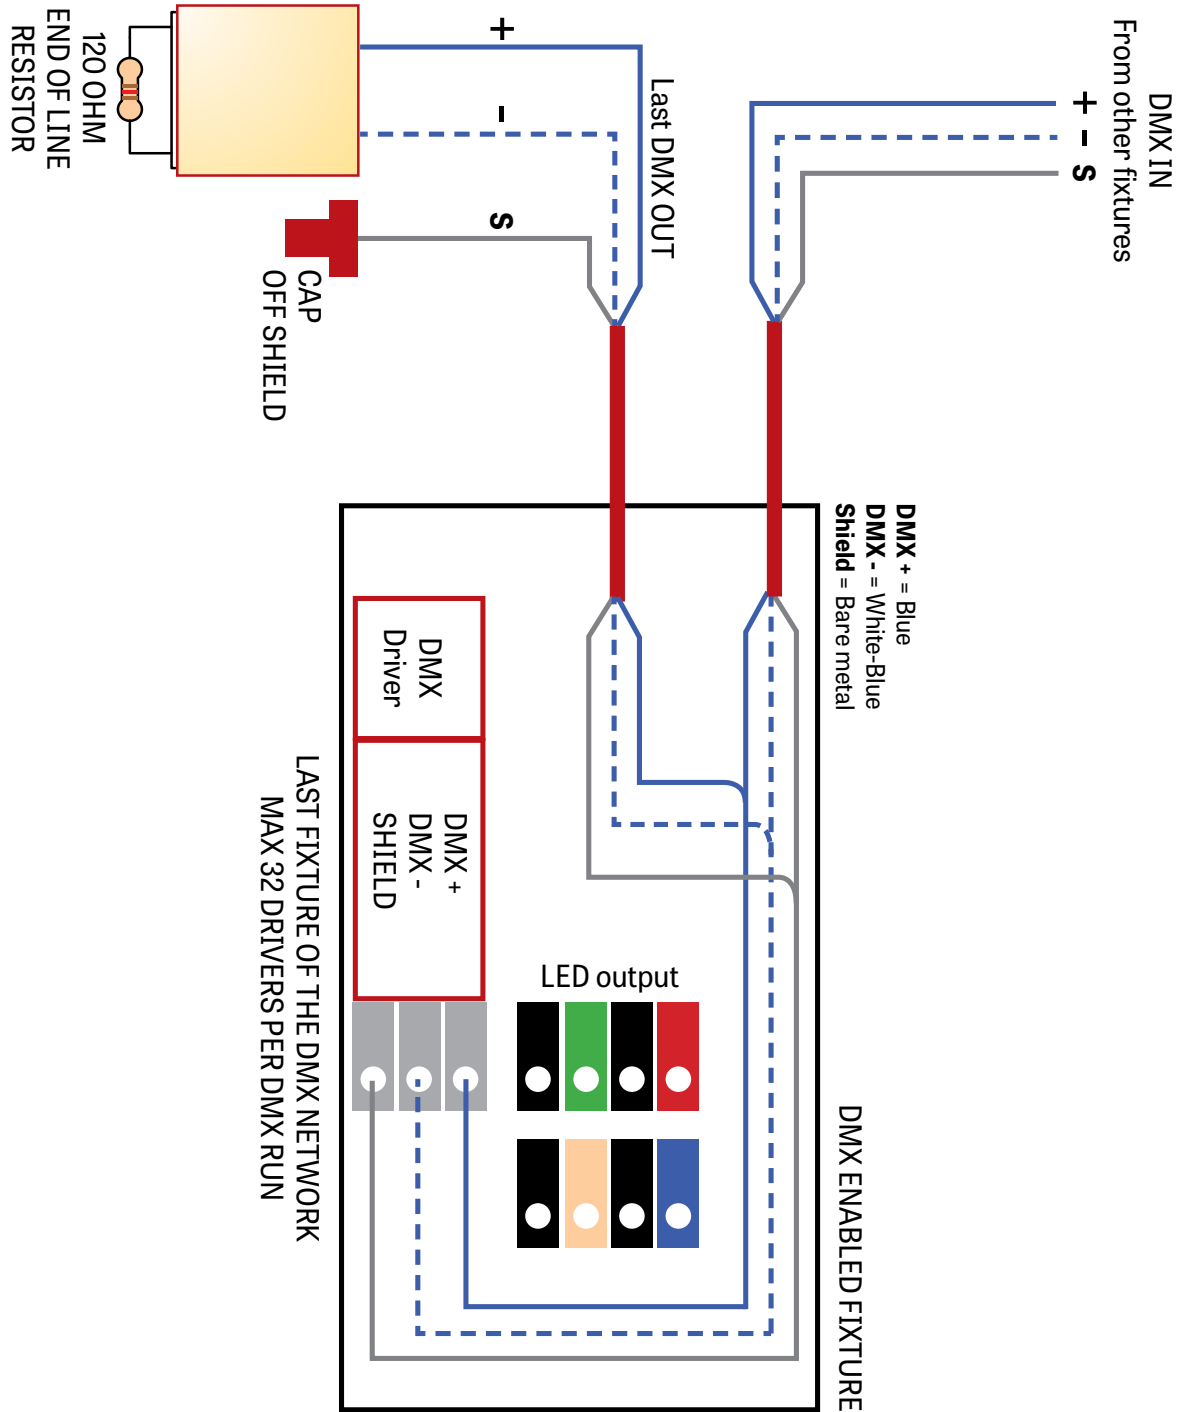 DMX IN
From other fixtures
+
-
S
Last DMX OUT
+
-
S
120 OHM
END OF LINE
RESISTOR
CAP
OFF SHIELD
DMX + = Blue
DMX - = White-Blue
Shield = Bare metal
DMX
Driver
DMX +
DMX -
SHIELD
LED output
DMX ENABLED FIXTURE
LAST FIXTURE OF THE DMX NETWORK
MAX 32 DRIVERS PER DMX RUN